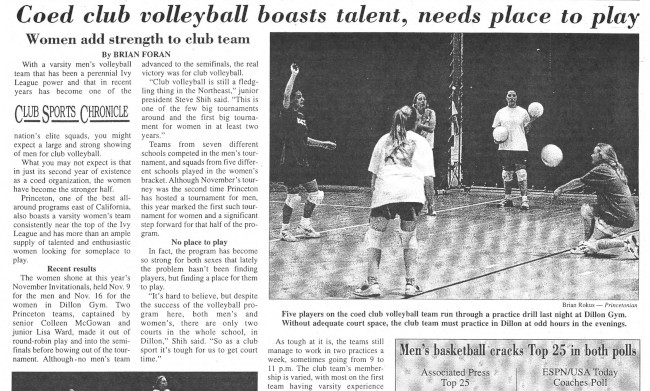 Coed club volleyball boasts talent, needs place to play
Women add strength to club team
By BRIAN FORAN
With a varsity men's volleyball
team that has been a perennial Ivy
League power and that in recent
years has become one of the
CLUB SPORTS CHRONICLE
nation's elite squads, you might
expect a large and strong showing
of men for club volleyball.
What you may not expect is that
in just its second year of existence
as a coed organization, the women
have become the stronger half.
Princeton, one of the best all-
around programs east of California,
also boasts a varsity women's team
consistently near the top of the Ivy
League and has more than an ample
supply of talented and enthusiastic
women looking for someplace to
play.
Recent results
The women shone at this year's
November Invitationals, held Nov. 9
for the men and Nov. 16 for the
women in Dillon Gym. Two
Princeton teams, captained by
senior Colleen McGowan and
junior Lisa Ward, made it out of
round-robin play and into the semi-
finals before bowing out of the tour-
nament. Although no men's team
advanced to the semifinals, the real
victory was for club volleyball.
"Club volleyball is still a fledg-
ling thing in the Northeast," junior
president Steve Shih said. "This is
one of the few big tournaments
around and the first big tourna-
ment for women in at least two
years."
Teams from seven different
schools competed in the men's tour-
nament, and squads from five differ-
ent schools played in the women's
bracket. Although November's tour-
ney was the second time Princeton
has hosted a tournament for men,
this year marked the first such tour-
nament for women and a significant
step forward for that half of the pro-
gram.
No place to play
In fact, the program has become
so strong for both sexes that lately
the problem hasn't been finding
players, but finding a place for them
to play.
"It's hard to believe, but despite
the success of the volleyball pro-
gram here, both men's and
women's, there are only two
courts in the whole school, in
Dillon," Shih said. "So as a club
sport it's tough for us to get court
time."
Brian Rokus — Princetonian
Five players on the coed club volleyball team run through a practice drill last night at Dillon Gym.
Without adequate court space, the club team must practice in Dillon at odd hours in the evenings.
As tough at it is, the teams still
manage to work in two practices a
week, sometimes going from 9 to
11 p.m. The club team's member-
ship is varied, with most on the first
team having varsity experience
Men's basketball cracks Top 25 in both polls
Associated Press
Top 25
ESPN/USA Today
Coaches Poll